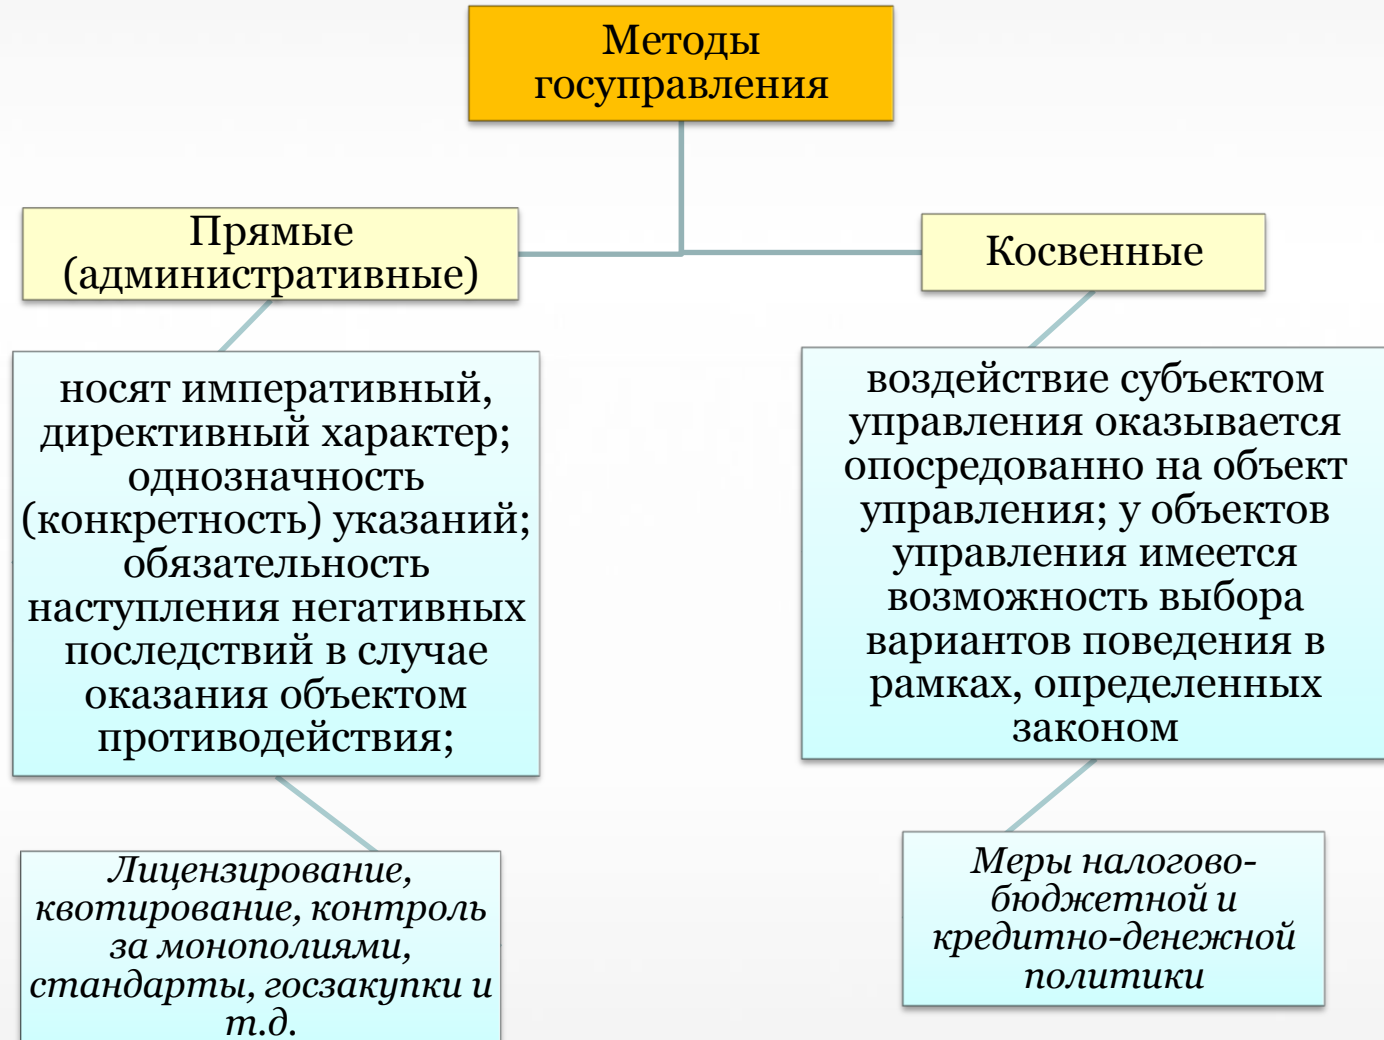 Методы
госуправления
Прямые
(административные)
Косвенные
носят императивный,
директивный характер;
однозначность
(конкретность) указаний;
обязательность
наступления негативных
последствий в случае
оказания объектом
противодействия;
воздействие субъектом
управления оказывается
опосредованно на объект
управления; у объектов
управления имеется
возможность выбора
вариантов поведения в
рамках, определенных
законом
Лицензирование,
квотирование, контроль
за монополиями,
стандарты, госзакупки и
т.д.
Меры налогово-
бюджетной и
кредитно-денежной
политики